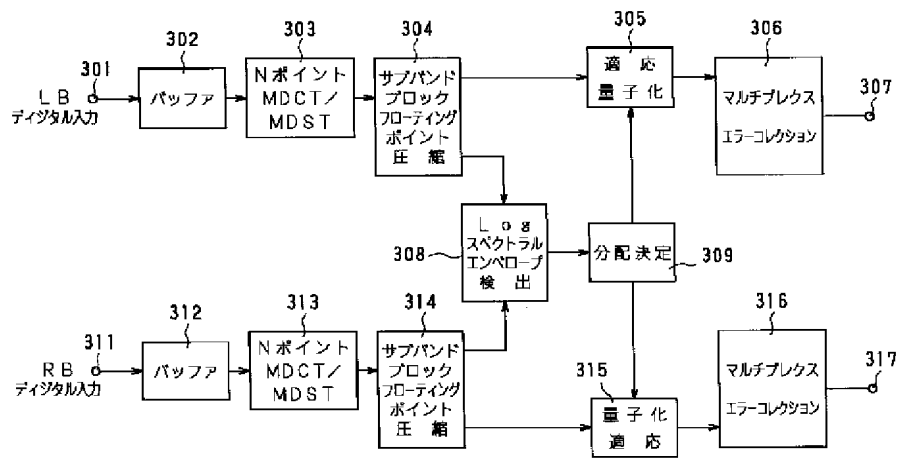 302
303
304
305
306
301
307
LB
ディジタル入力
バッファ
Nポイント
MDCT/
MDST
サブバンド
ブロック
フローティング
ポイント
圧縮
適応
量子化
マルチプレクス
エラーコレクション
308
Log
スペクトラル
エンベロープ
検出
分配決定
309
311
312
313
314
315
316
317
RB
ディジタル入力
バッファ
Nポイント
MDCT/
MDST
サブバンド
ブロック
フローティング
ポイント
圧縮
量子化
適応
マルチプレクス
エラーコレクション